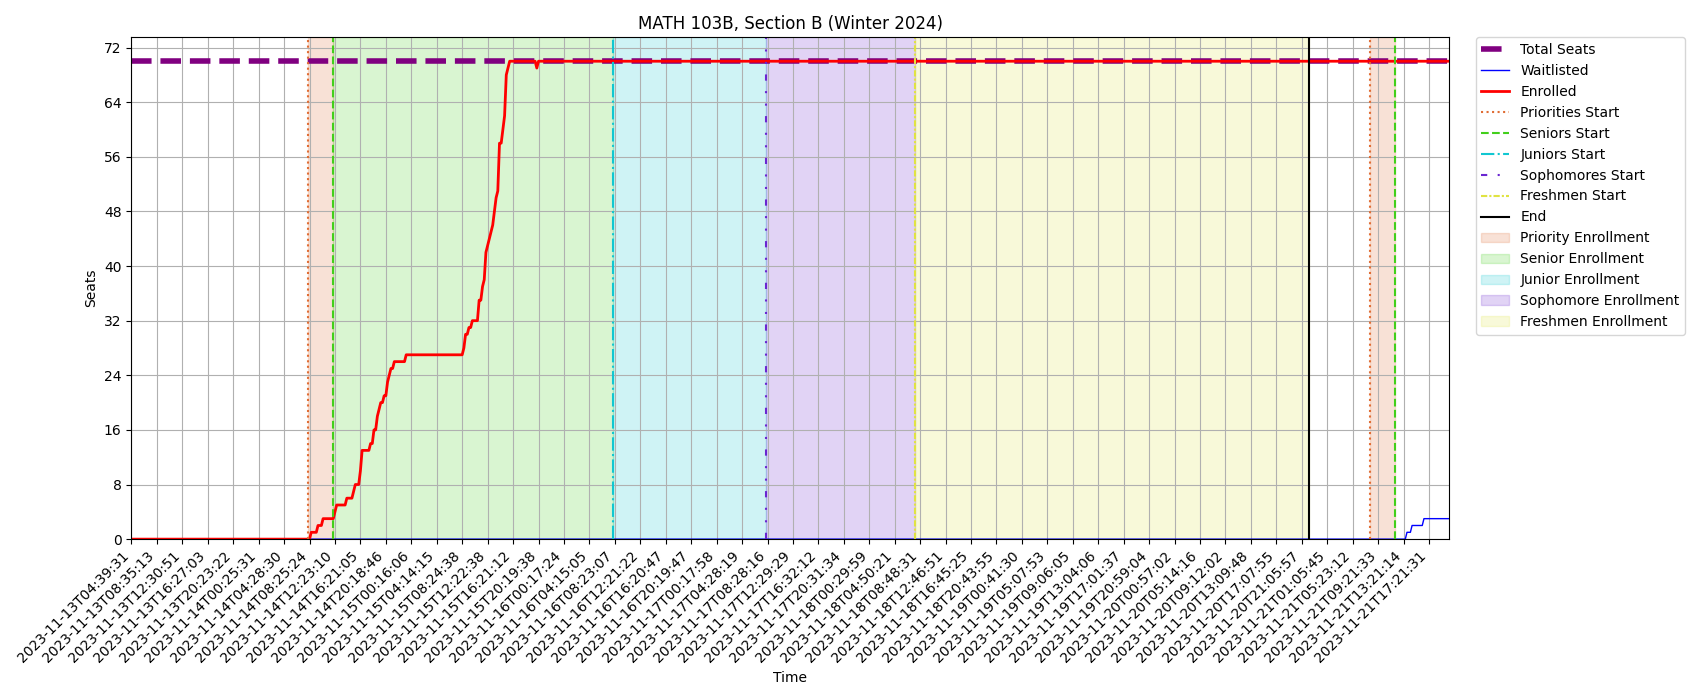 MATH 103B, Section B (Winter 2024)
72
64
56
48
40
32
24
16
8
0
Seats
2023-11-13T04:39:31
2023-11-13T08:35:13
2023-11-13T12:30:51
2023-11-13T16:27:03
2023-11-13T20:23:22
2023-11-14T00:25:31
2023-11-14T04:28:30
2023-11-14T08:25:24
2023-11-14T12:23:10
2023-11-14T16:21:05
2023-11-14T20:18:46
2023-11-15T00:16:06
2023-11-15T04:14:15
2023-11-15T08:24:38
2023-11-15T12:22:38
2023-11-15T16:21:12
2023-11-15T20:19:38
2023-11-16T00:17:24
2023-11-16T04:15:05
2023-11-16T08:23:07
2023-11-16T12:21:22
2023-11-16T16:20:47
2023-11-16T20:19:47
2023-11-17T00:17:58
2023-11-17T04:28:19
2023-11-17T08:28:16
2023-11-17T12:29:29
2023-11-17T16:32:12
2023-11-17T20:31:34
2023-11-18T00:29:59
2023-11-18T04:50:21
2023-11-18T08:48:31
2023-11-18T12:46:51
2023-11-18T16:45:25
2023-11-18T20:43:55
2023-11-19T00:41:30
2023-11-19T05:07:53
2023-11-19T09:06:05
2023-11-19T13:04:06
2023-11-19T17:01:37
2023-11-19T20:59:04
2023-11-20T00:57:02
2023-11-20T05:14:16
2023-11-20T09:12:02
2023-11-20T13:09:48
2023-11-20T17:07:55
2023-11-20T21:05:57
2023-11-21T01:05:45
2023-11-21T05:23:12
2023-11-21T09:21:33
2023-11-21T13:21:14
2023-11-21T17:21:31
Time
Total Seats
Waitlisted
Enrolled
Priorities Start
Seniors Start
Juniors Start
Sophomores Start
Freshmen Start
End
Priority Enrollment
Senior Enrollment
Junior Enrollment
Sophomore Enrollment
Freshmen Enrollment